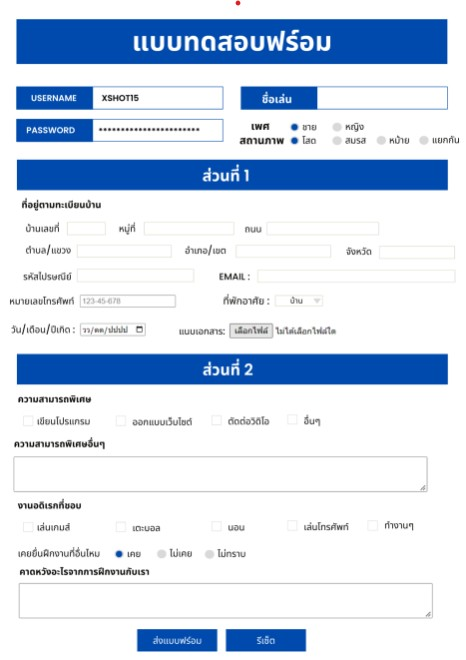 แบบทดสอบฟร์อม
USERNAME XSHOT15 ชื่อเล่น
PASSWORD •••••••••••••••••••••••
เพศ ชาย หญิง
สถานภาพ โสด สมรส หม้าย แยกกัน
ส่วนที่ 1
ที่อยู่ตามทะเบียนบ้าน
บ้านเลขที่ หมู่ที่ ถนน
ตำบล/แขวง อำเภอ/เขต จังหวัด
รหัสไปรษณีย์ EMAIL :
หมายเลขโทรศัพท์ 123-45-678 ที่พักอาศัย : บ้าน
วัน/เดือน/ปีเกิด : วว/ดด/ปปปป แนบเอกสาร: เลือกไฟล์ ไม่ได้เลือกไฟล์ใด
ส่วนที่ 2
ความสามารถพิเศษ
เขียนโปรแกรม ออกแบบเว็บไซต์ ตัดต่อวิดิโอ อื่นๆ
ความสามารถพิเศษอื่นๆ
งานอดิเรกที่ชอบ
เล่นเกมส์ เตะบอล นอน เล่นโทรศัพท์ ทำงานๆ
เคยยื่นฝึกงานที่อื่นไหม เคย ไม่เคย ไม่ทราบ
คาดหวังอะไรจากการฝึกงานกับเรา
ส่งแบบฟร์อม รีเซ็ต